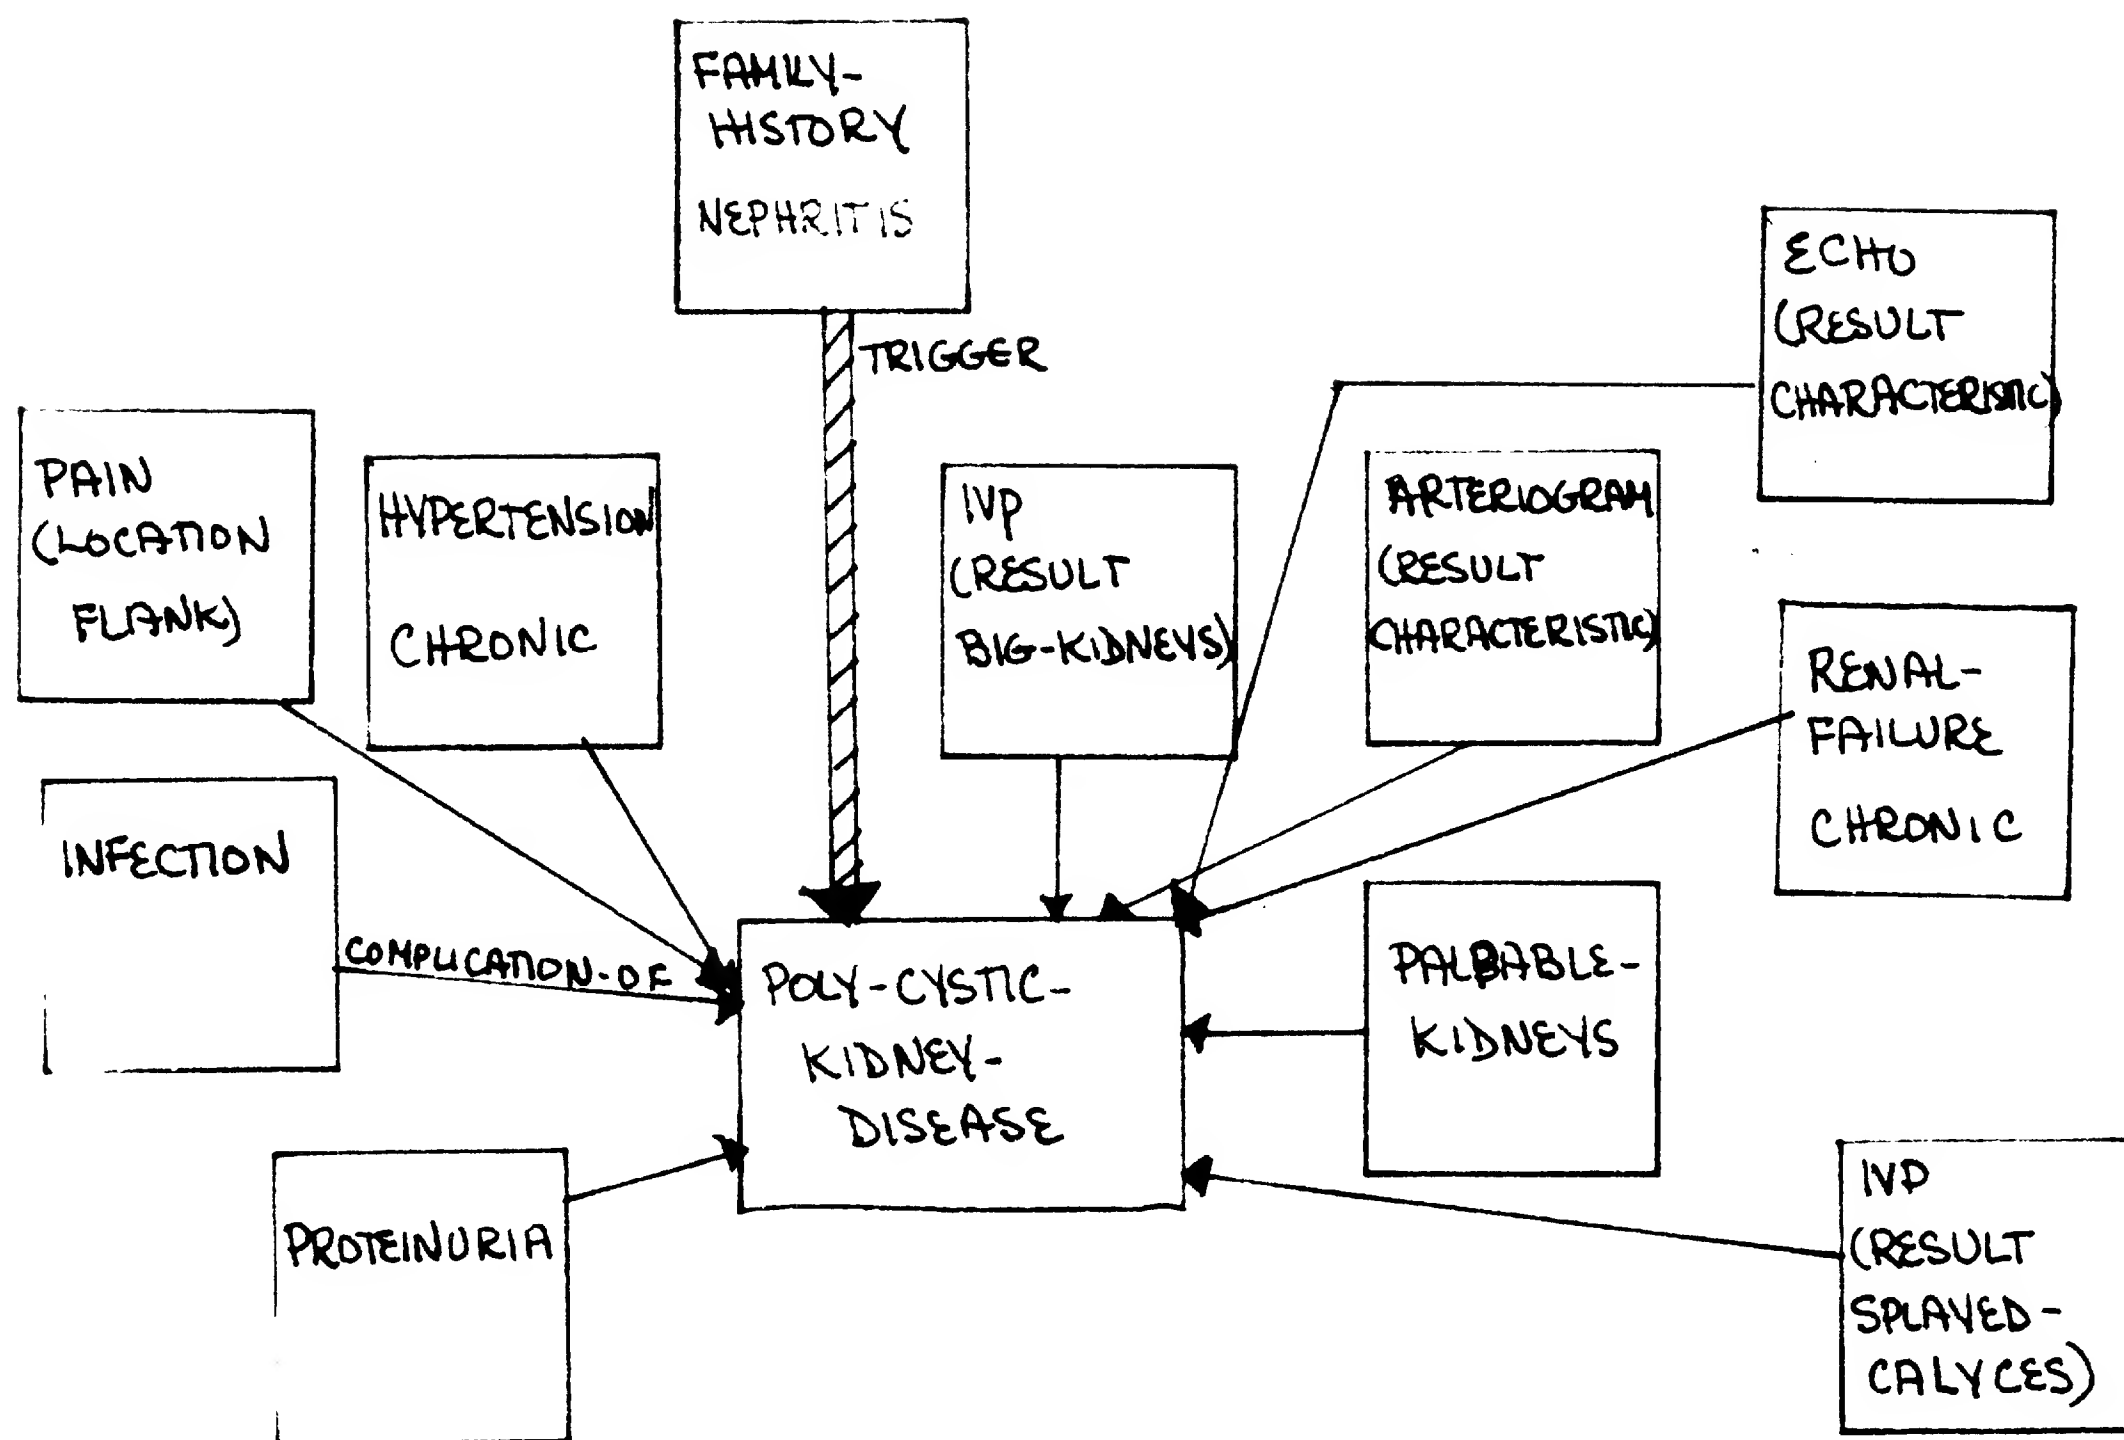 FAMILY-
HISTORY
NEPHRITIS
TRIGGER
ECHO
(RESULT
CHARACTERISTIC)
PAIN
(LOCATION
FLANK)
HYPERTENSION
CHRONIC
IVP
(RESULT
BIG-KIDNEYS)
ARTERIOGRAM
(RESULT
CHARACTERISTIC)
RENAL-
FAILURE
CHRONIC
INFECTION
COMPLICATION-OF
POLY-CYSTIC-
KIDNEY-
DISEASE
PALPABLE-
KIDNEYS
PROTEINURIA
IVP
(RESULT
SPLAYED-
CALYCES)